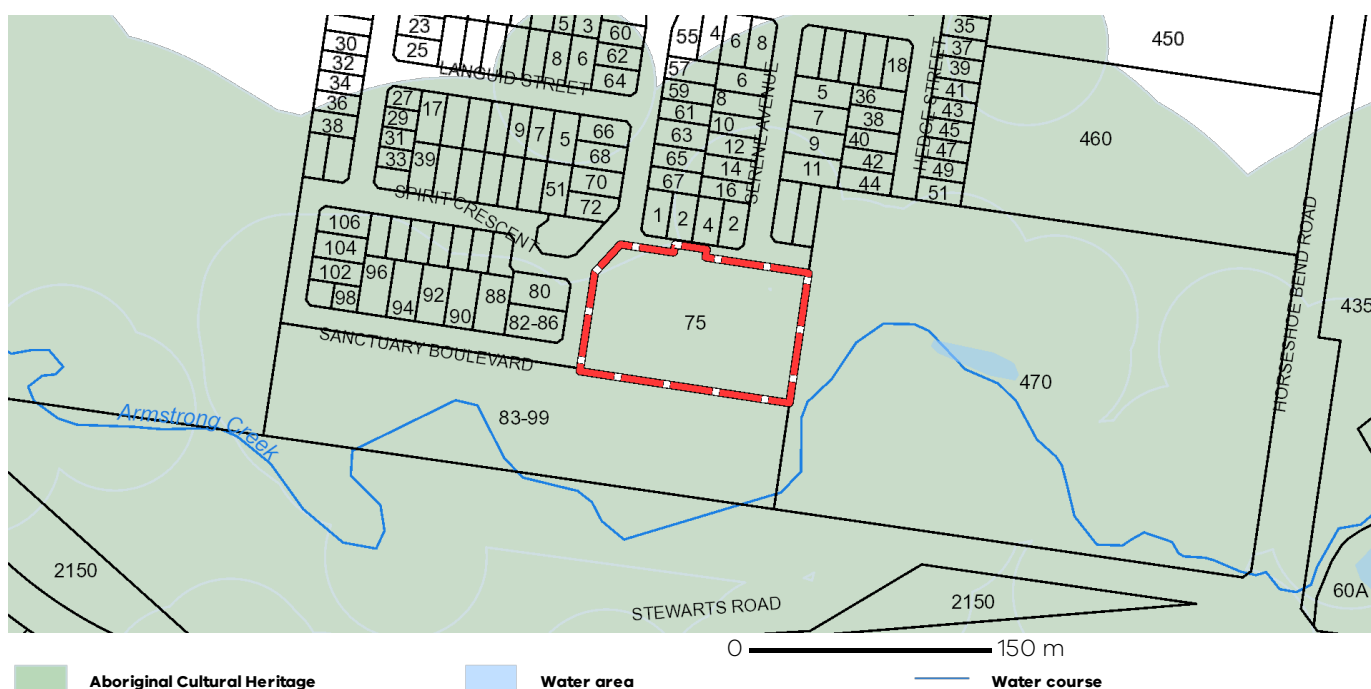 23 5 3 60 55 4 6 8 35 450
30 25 8 6 62 37
32 LANGUID STREET 64 57 6 18 39
34 59 8 5 36 41
36 27 17 61 10 7 38 43
38 29 9 7 5 66 63 12 9 40 45 460
31 68 65 14 42 47
33 39 51 70 67 16 11 44 49
SPIRIT CRESCENT 72 SERENE AVENUE HEDGE STREET 51
106 1 2 4 2
104 HORSESHOE BEND ROAD
102 96 92 88 80 435
98 94 90 82-86 75
SANCTUARY BOULEVARD
470
Armstrong Creek 83-99
2150 60A
STEWARTS ROAD 2150
0 150 m
Aboriginal Cultural Heritage Water area Water course